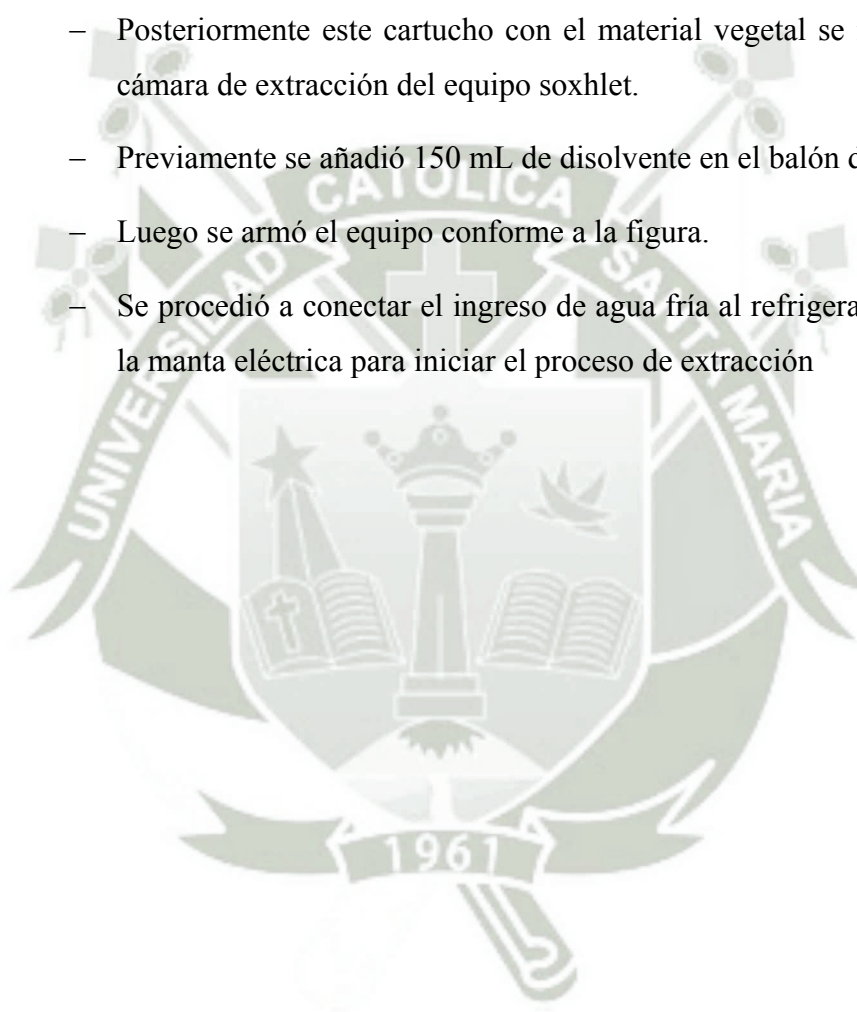 – Posteriormente este cartucho con el material vegetal se
cámara de extracción del equipo soxhlet.
– Previamente se añadió 150 mL de disolvente en el balón
– Luego se armó el equipo conforme a la figura.
– Se procedió a conectar el ingreso de agua fría al
la manta eléctrica para iniciar el proceso de extracción
UNIVERSIDAD CATOLICA SANTA MARIA
1961